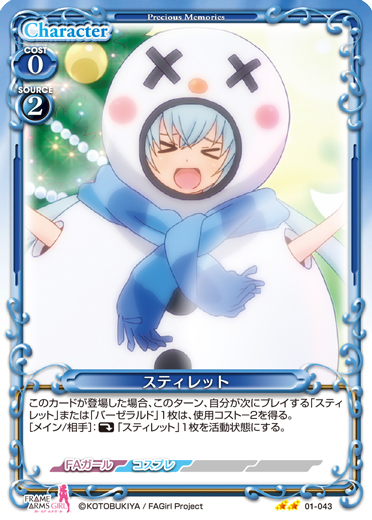 Precious Memories
Character
COST
0
SOURCE
2
スティレット
このカードが登場した場合、このターン、自分が次にプレイする「スティ
レット」または「バーゼラルド」1枚は、使用コスト−2を得る。
[メイン/相手]: 「スティレット」1枚を活動状態にする。
FAガール コスプレ
FRAME
ARMS GIRL
©KOTOBUKIYA / FAGirl Project
01-043